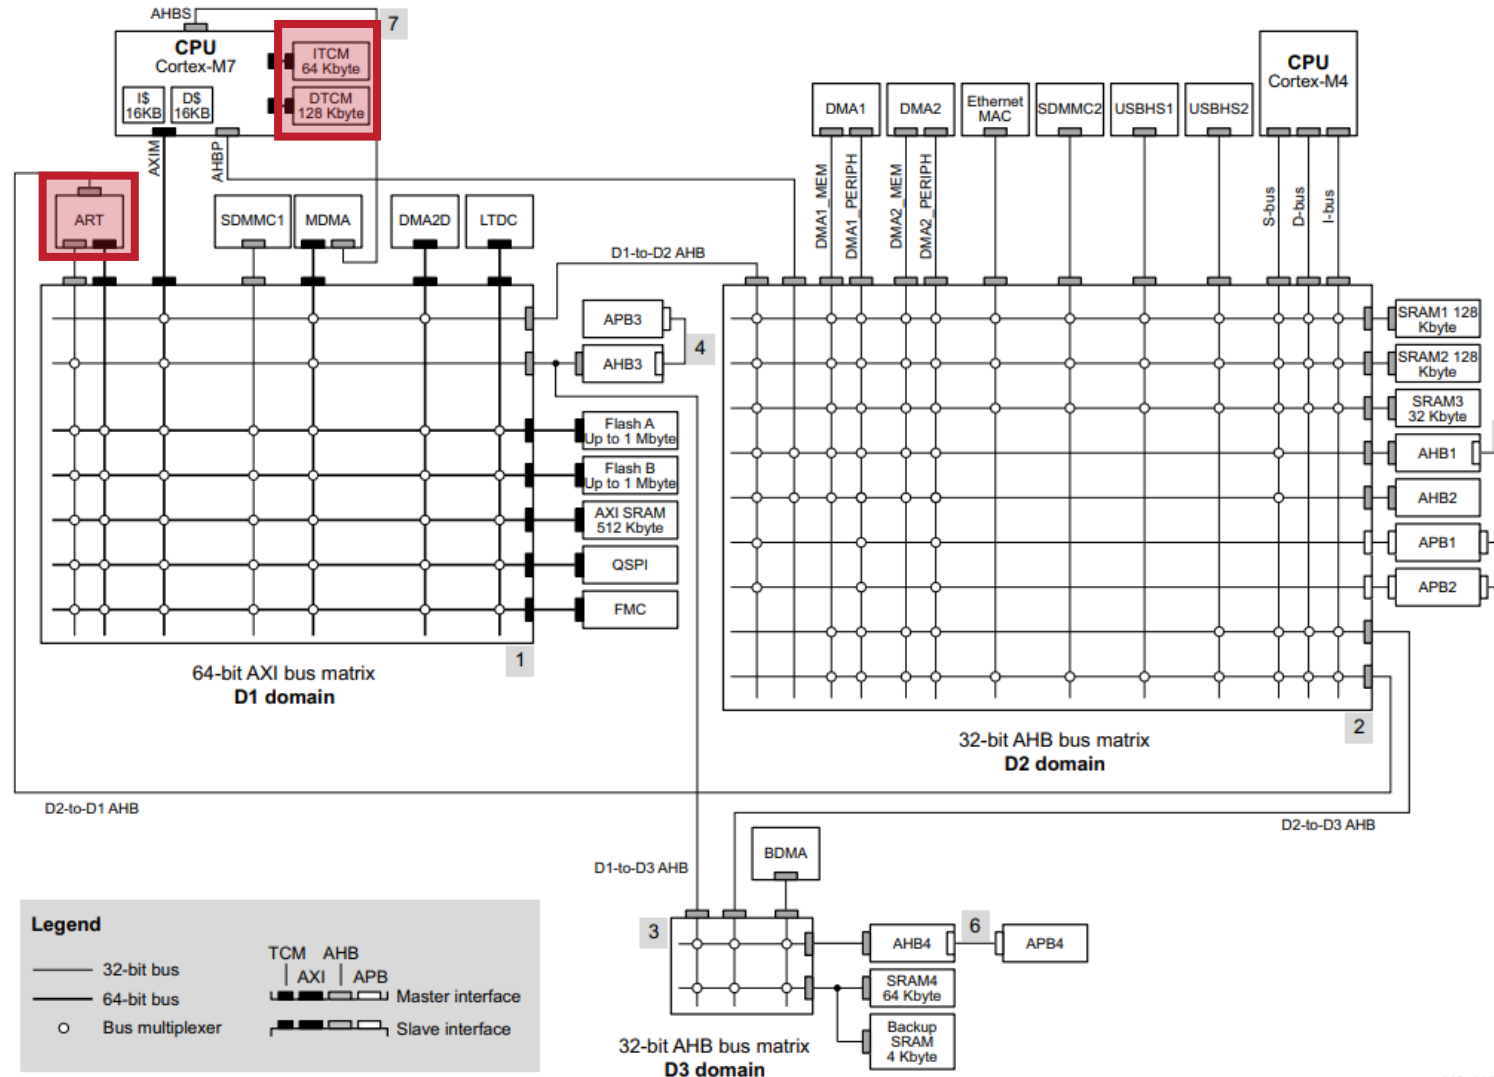 AHBS
7
CPU
Cortex-M7
ITCM
64 Kbyte
DTCM
128 Kbyte
I$
16KB
D$
16KB
AXIM
AHBP
CPU
Cortex-M4
DMA1
DMA2
Ethernet
MAC
SDMMC2
USBHS1
USBHS2
DMA1_MEM
DMA1_PERIPH
DMA2_MEM
DMA2_PERIPH
S-bus
D-bus
I-bus
ART
SDMMC1
MDMA
DMA2D
LTDC
D1-to-D2 AHB
APB3
4
AHB3
Flash A
Up to 1 Mbyte
Flash B
Up to 1 Mbyte
AXI SRAM
512 Kbyte
QSPI
FMC
1
64-bit AXI bus matrix
D1 domain
SRAM1 128
Kbyte
SRAM2 128
Kbyte
SRAM3
32 Kbyte
AHB1
AHB2
APB1
APB2
2
32-bit AHB bus matrix
D2 domain
D2-to-D1 AHB
D2-to-D3 AHB
D1-to-D3 AHB
BDMA
3
AHB4
6
APB4
SRAM4
64 Kbyte
Backup
SRAM
4 Kbyte
32-bit AHB bus matrix
D3 domain
Legend
32-bit bus
64-bit bus
Bus multiplexer
TCM AHB
AXI APB
Master interface
Slave interface